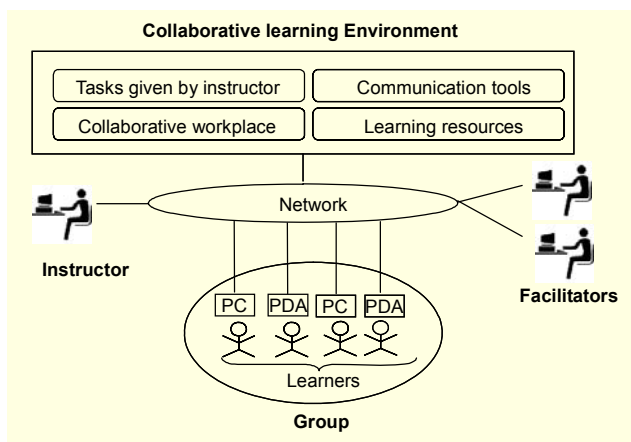 Collaborative learning Environment
Tasks given by instructor
Communication tools
Collaborative workplace
Learning resources
Network
Instructor
Facilitators
PC
PDA
PC
PDA
Learners
Group